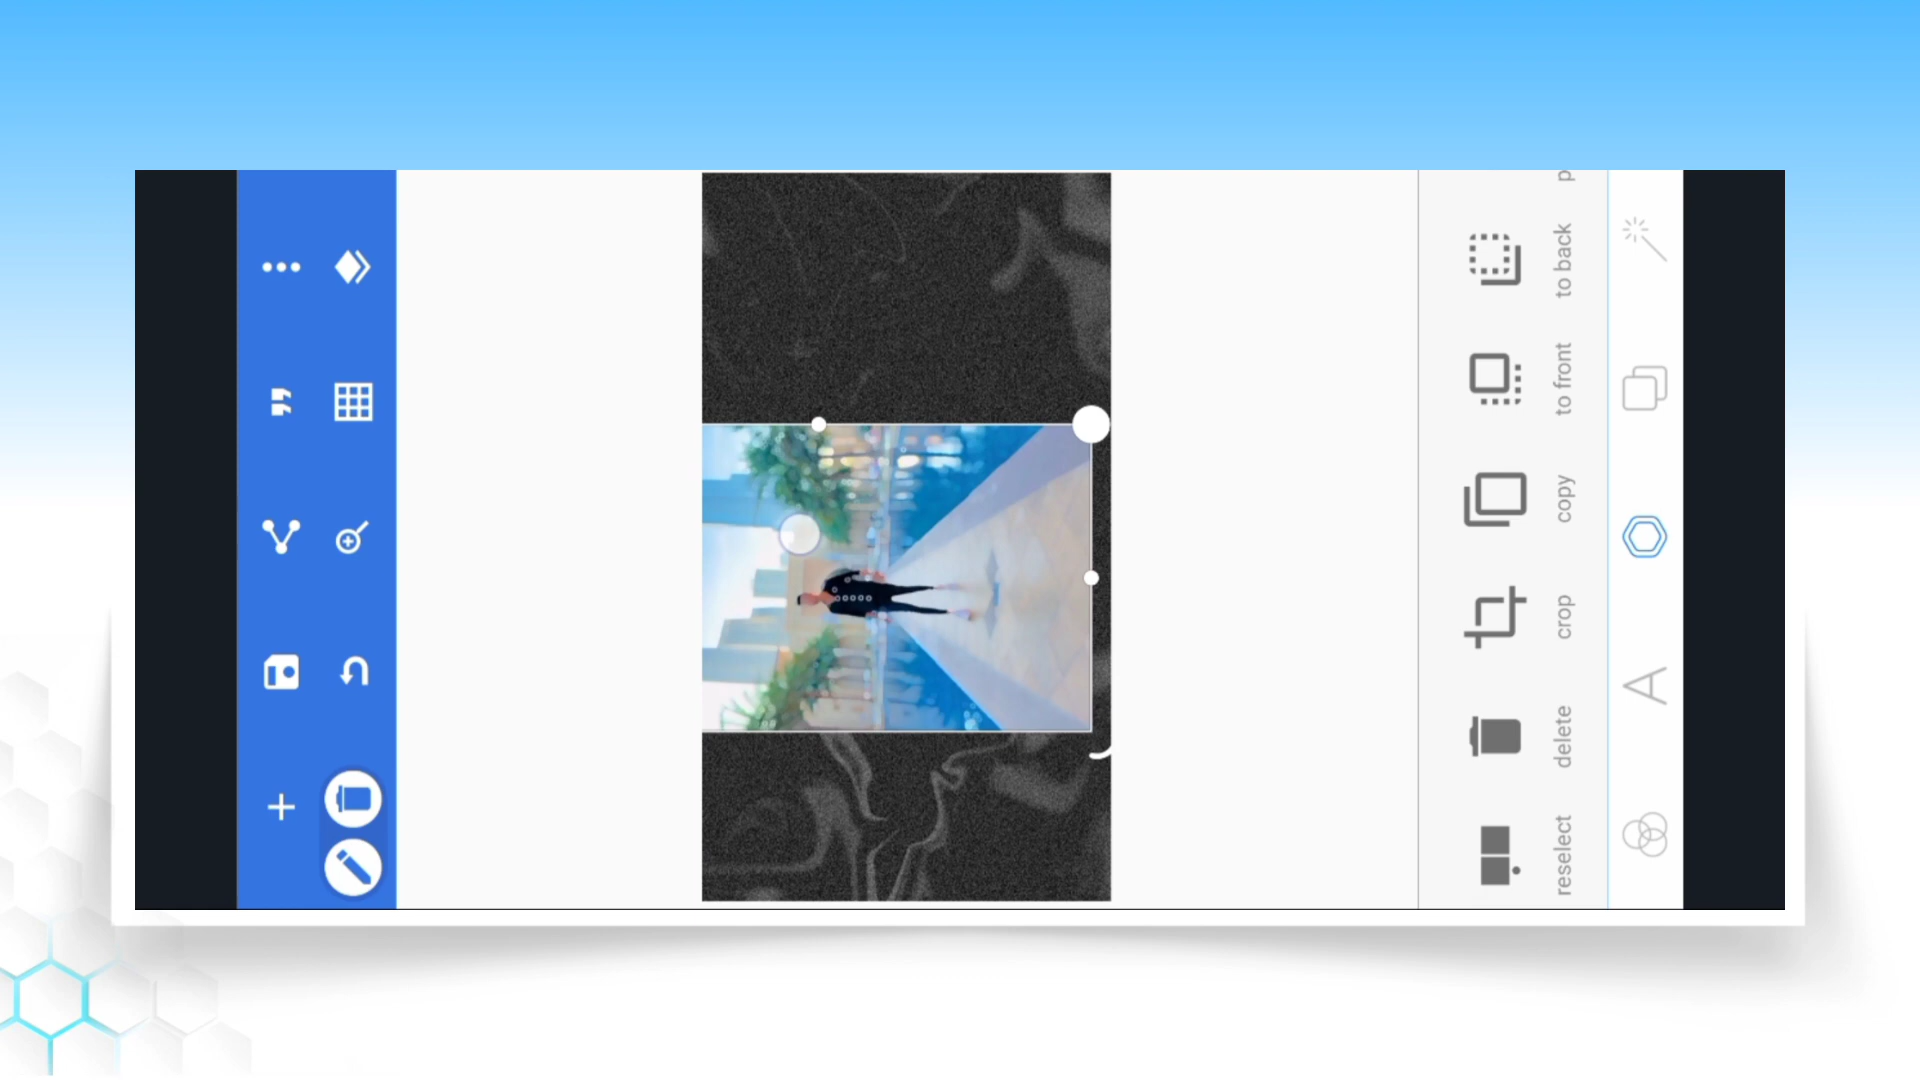 reselect
delete
crop
copy
to front
to back
p
A